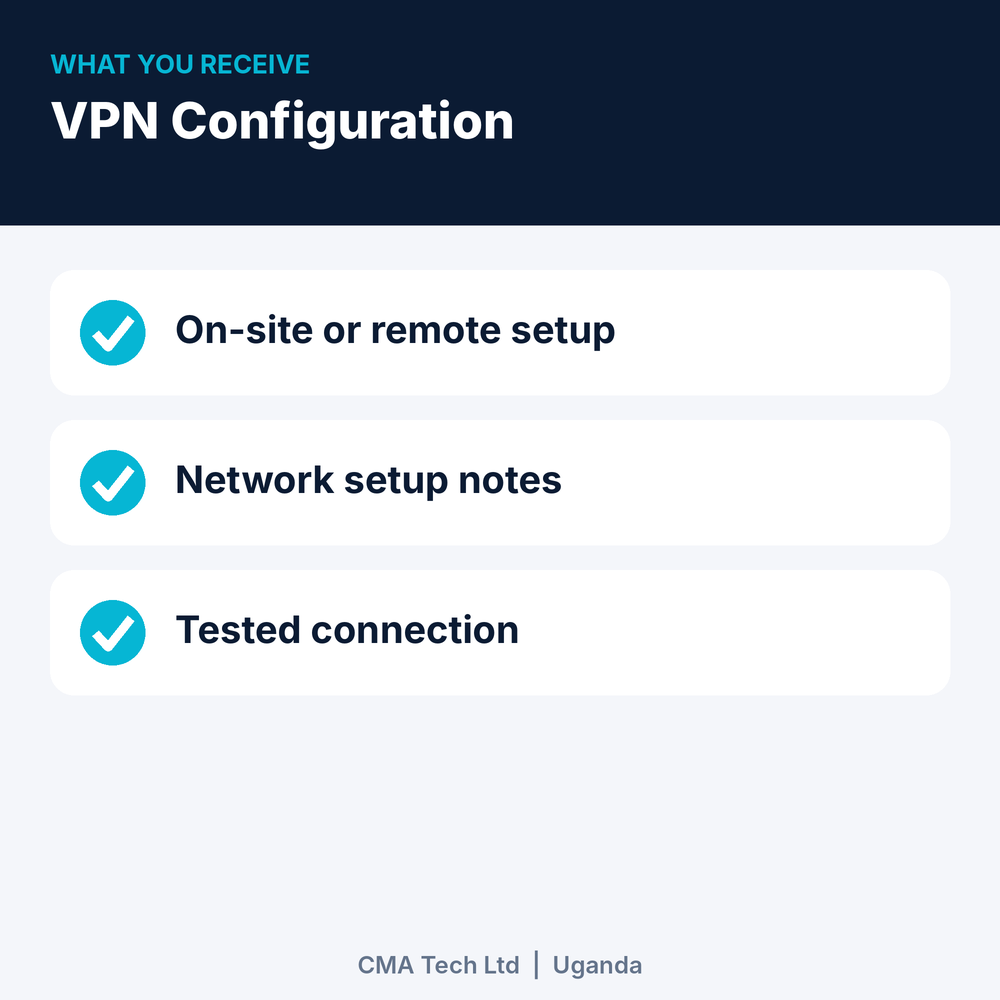 WHAT YOU RECEIVE
VPN Configuration
On-site or remote setup
Network setup notes
Tested connection
CMA Tech Ltd | Uganda